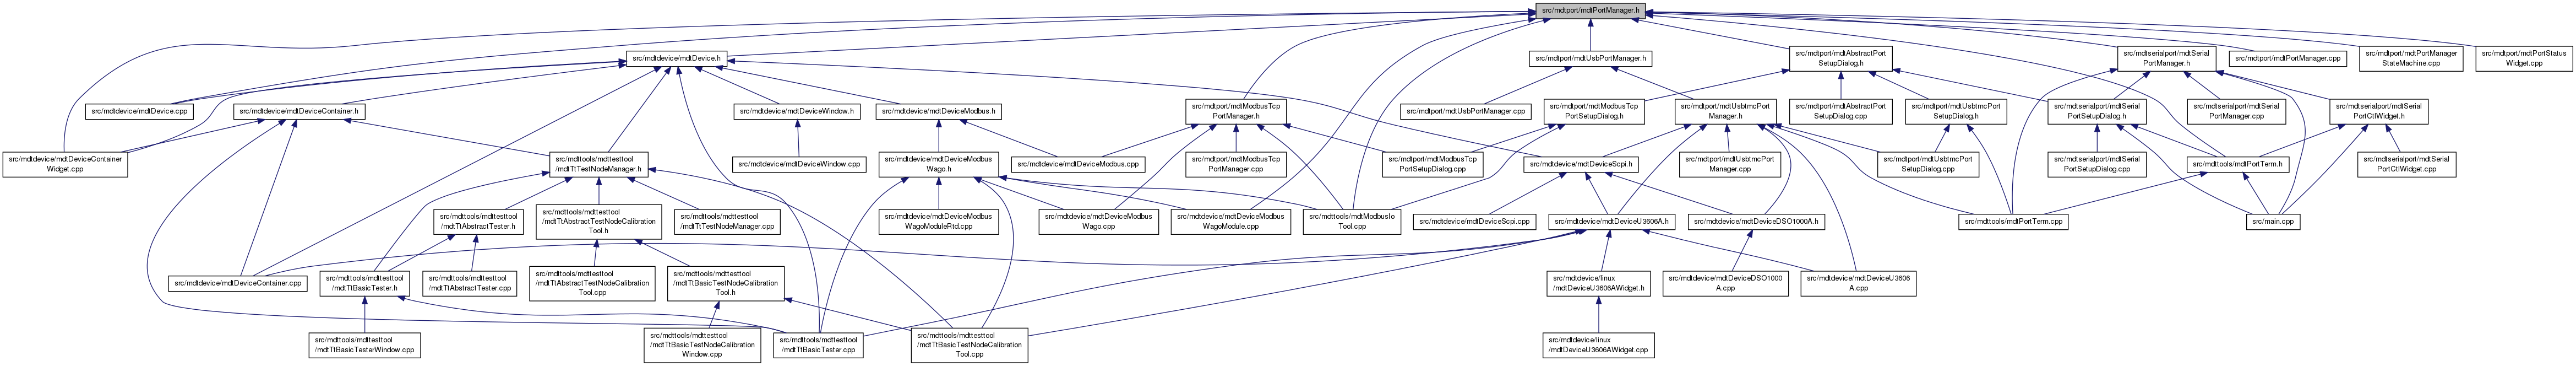 src/mdtport/mdtPortManager.h
src/mdtdevice/mdtDevice.h
src/mdtport/mdtUsbPortManager.h
src/mdtport/mdtAbstractPort
SetupDialog.h
src/mdtserialport/mdtSerial
PortManager.h
src/mdtport/mdtPortManager.cpp
src/mdtport/mdtPortManager
StateMachine.cpp
src/mdtport/mdtPortStatus
Widget.cpp
src/mdtdevice/mdtDevice.cpp
src/mdtdevice/mdtDeviceContainer.h
src/mdtdevice/mdtDeviceWindow.h
src/mdtdevice/mdtDeviceModbus.h
src/mdtport/mdtModbusTcp
PortManager.h
src/mdtport/mdtUsbPortManager.cpp
src/mdtport/mdtModbusTcp
PortSetupDialog.h
src/mdtport/mdtUsbtmcPort
Manager.h
src/mdtport/mdtAbstractPort
SetupDialog.cpp
src/mdtport/mdtUsbtmcPort
SetupDialog.h
src/mdtserialport/mdtSerial
PortSetupDialog.h
src/mdtserialport/mdtSerial
PortManager.cpp
src/mdtserialport/mdtSerial
PortCtlWidget.h
src/mdtdevice/mdtDeviceContainer
Widget.cpp
src/mdttools/mdttesttool
/mdtTtTestNodeManager.h
src/mdtdevice/mdtDeviceWindow.cpp
src/mdtdevice/mdtDeviceModbus
Wago.h
src/mdtdevice/mdtDeviceModbus.cpp
src/mdtport/mdtModbusTcp
PortManager.cpp
src/mdtport/mdtModbusTcp
PortSetupDialog.cpp
src/mdtdevice/mdtDeviceScpi.h
src/mdtport/mdtUsbtmcPort
Manager.cpp
src/mdtport/mdtUsbtmcPort
SetupDialog.cpp
src/mdtserialport/mdtSerial
PortSetupDialog.cpp
src/mdttools/mdtPortTerm.h
src/mdtserialport/mdtSerial
PortCtlWidget.cpp
src/mdttools/mdttesttool
/mdtTtAbstractTester.h
src/mdttools/mdttesttool
/mdtTtAbstractTestNodeCalibration
Tool.h
src/mdttools/mdttesttool
/mdtTtTestNodeManager.cpp
src/mdtdevice/mdtDeviceModbus
WagoModuleRtd.cpp
src/mdtdevice/mdtDeviceModbus
Wago.cpp
src/mdtdevice/mdtDeviceModbus
WagoModule.cpp
src/mdttools/mdtModbusIo
Tool.cpp
src/mdtdevice/mdtDeviceScpi.cpp
src/mdtdevice/mdtDeviceU3606A.h
src/mdtdevice/mdtDeviceDSO1000A.h
src/mdttools/mdtPortTerm.cpp
src/main.cpp
src/mdtdevice/mdtDeviceContainer.cpp
src/mdttools/mdttesttool
/mdtTtBasicTester.h
src/mdttools/mdttesttool
/mdtTtAbstractTester.cpp
src/mdttools/mdttesttool
/mdtTtAbstractTestNodeCalibration
Tool.cpp
src/mdttools/mdttesttool
/mdtTtBasicTestNodeCalibration
Tool.h
src/mdtdevice/linux
/mdtDeviceU3606AWidget.h
src/mdtdevice/mdtDeviceDSO1000
A.cpp
src/mdtdevice/mdtDeviceU3606
A.cpp
src/mdttools/mdttesttool
/mdtTtBasicTesterWindow.cpp
src/mdttools/mdttesttool
/mdtTtBasicTestNodeCalibration
Window.cpp
src/mdttools/mdttesttool
/mdtTtBasicTester.cpp
src/mdttools/mdttesttool
/mdtTtBasicTestNodeCalibration
Tool.cpp
src/mdtdevice/linux
/mdtDeviceU3606AWidget.cpp